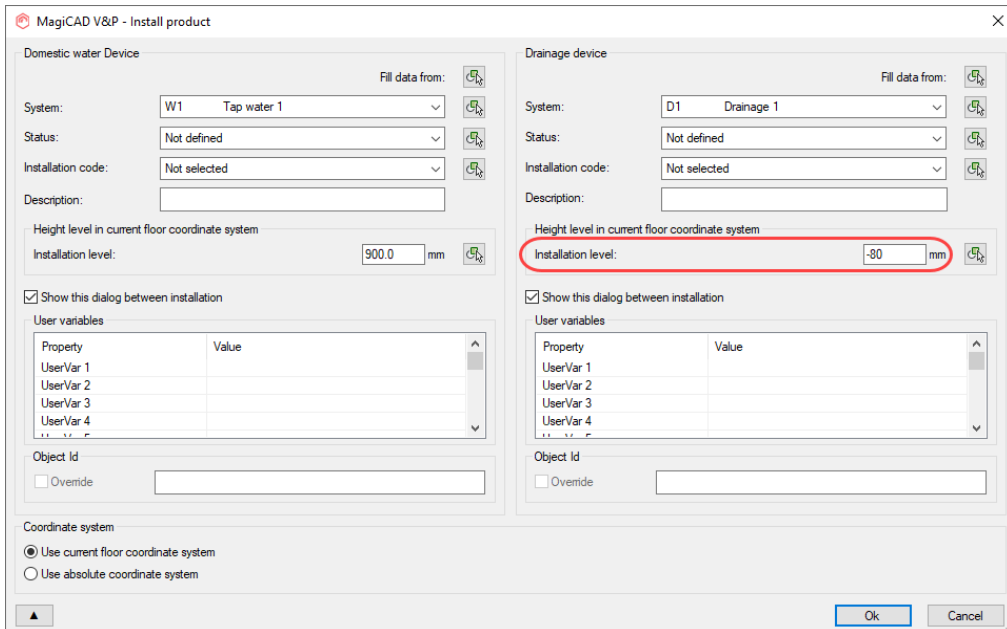 MagiCAD V&P - Install product
Domestic water Device
Fill data from:
System: W1 Tap water 1
Status: Not defined
Installation code: Not selected
Description:
Height level in current floor coordinate system
Installation level: 900.0 mm
Show this dialog between installation
User variables
Property Value
UserVar 1
UserVar 2
UserVar 3
UserVar 4
Object Id
Override
Drainage device
Fill data from:
System: D1 Drainage 1
Status: Not defined
Installation code: Not selected
Description:
Height level in current floor coordinate system
Installation level: -80 mm
Show this dialog between installation
User variables
Property Value
UserVar 1
UserVar 2
UserVar 3
UserVar 4
Object Id
Override
Coordinate system
Use current floor coordinate system
Use absolute coordinate system
Ok Cancel